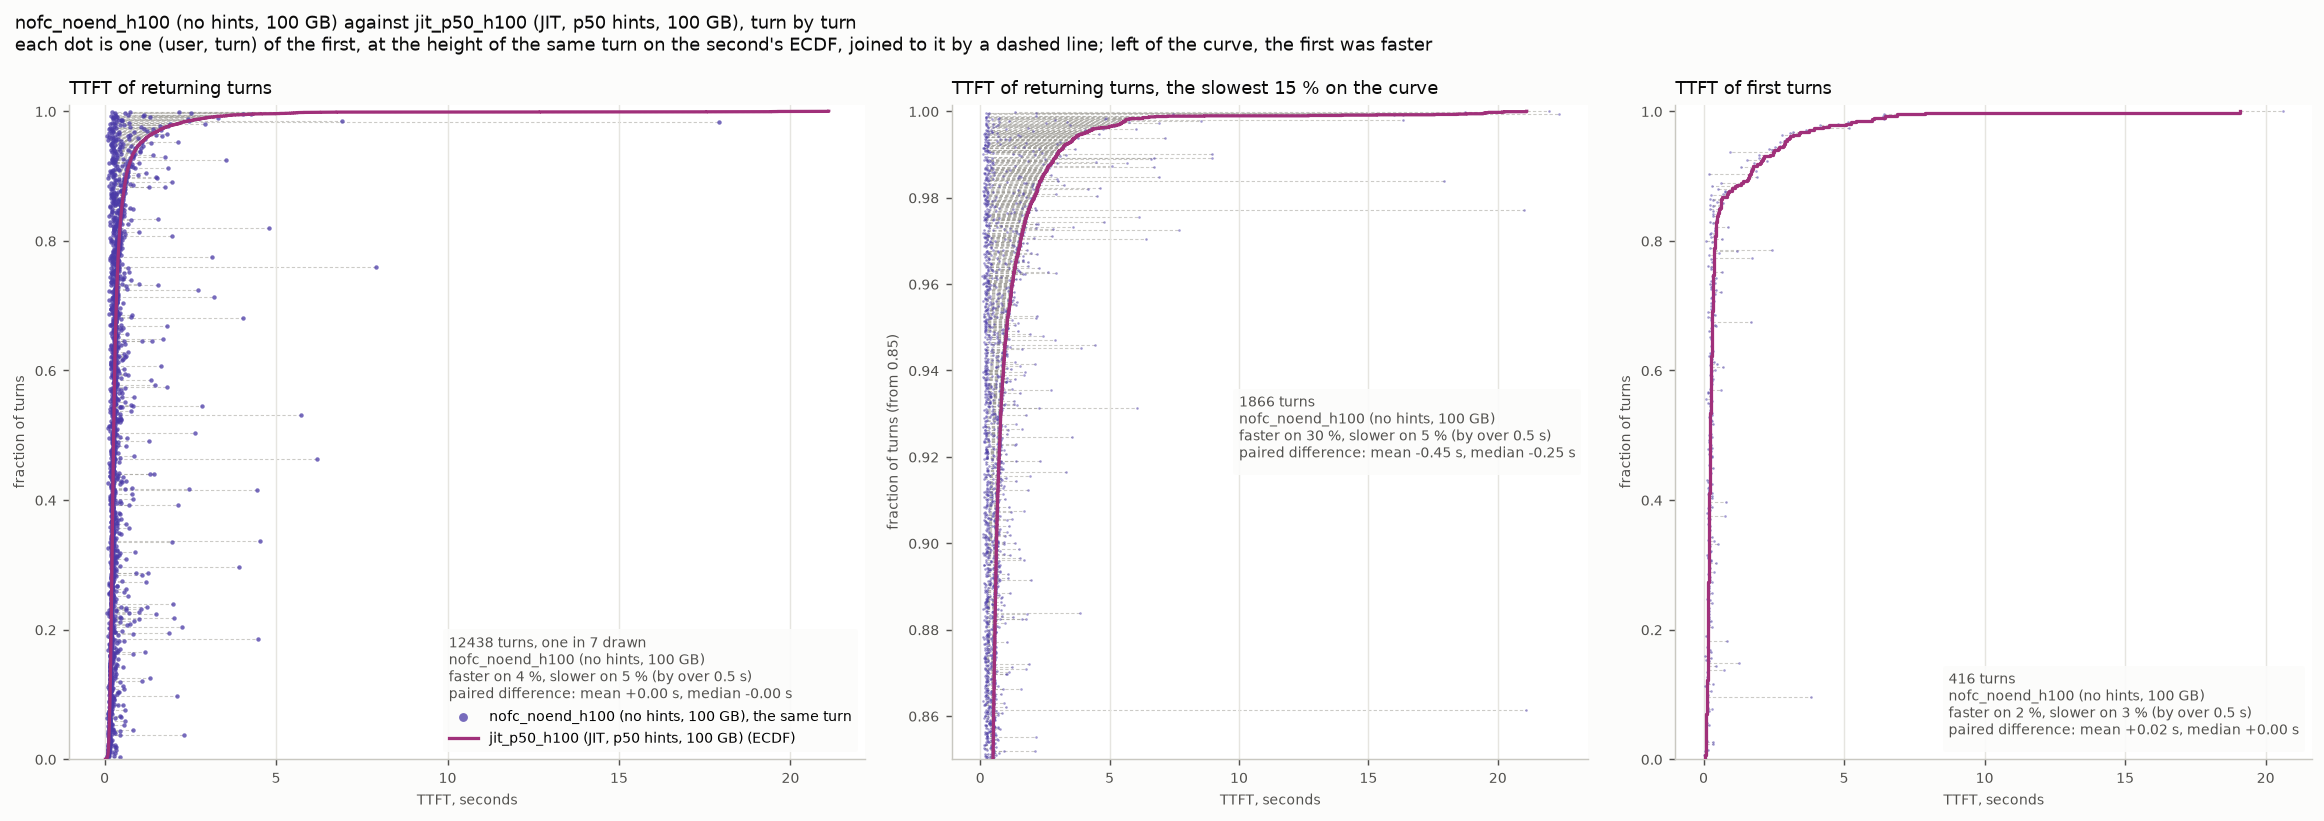 nofc_noend_h100 (no hints, 100 GB) against jit_p50_h100 (JIT, p50 hints, 100 GB), turn by turn
each dot is one (user, turn) of the first, at the height of the same turn on the second's ECDF, joined to it by a dashed line; left of the curve, the first was faster
TTFT of returning turns
1.0
0.8
0.6
0.4
0.2
0.0
fraction of turns
0
5
10
15
20
TTFT, seconds
12438 turns, one in 7 drawn
nofc_noend_h100 (no hints, 100 GB)
faster on 4 %, slower on 5 % (by over 0.5 s)
paired difference: mean +0.00 s, median -0.00 s
nofc_noend_h100 (no hints, 100 GB), the same turn
jit_p50_h100 (JIT, p50 hints, 100 GB) (ECDF)
TTFT of returning turns, the slowest 15 % on the curve
1.00
0.98
0.96
0.94
0.92
0.90
0.88
0.86
fraction of turns (from 0.85)
0
5
10
15
20
TTFT, seconds
1866 turns
nofc_noend_h100 (no hints, 100 GB)
faster on 30 %, slower on 5 % (by over 0.5 s)
paired difference: mean -0.45 s, median -0.25 s
TTFT of first turns
1.0
0.8
0.6
0.4
0.2
0.0
fraction of turns
0
5
10
15
20
TTFT, seconds
416 turns
nofc_noend_h100 (no hints, 100 GB)
faster on 2 %, slower on 3 % (by over 0.5 s)
paired difference: mean +0.02 s, median +0.00 s